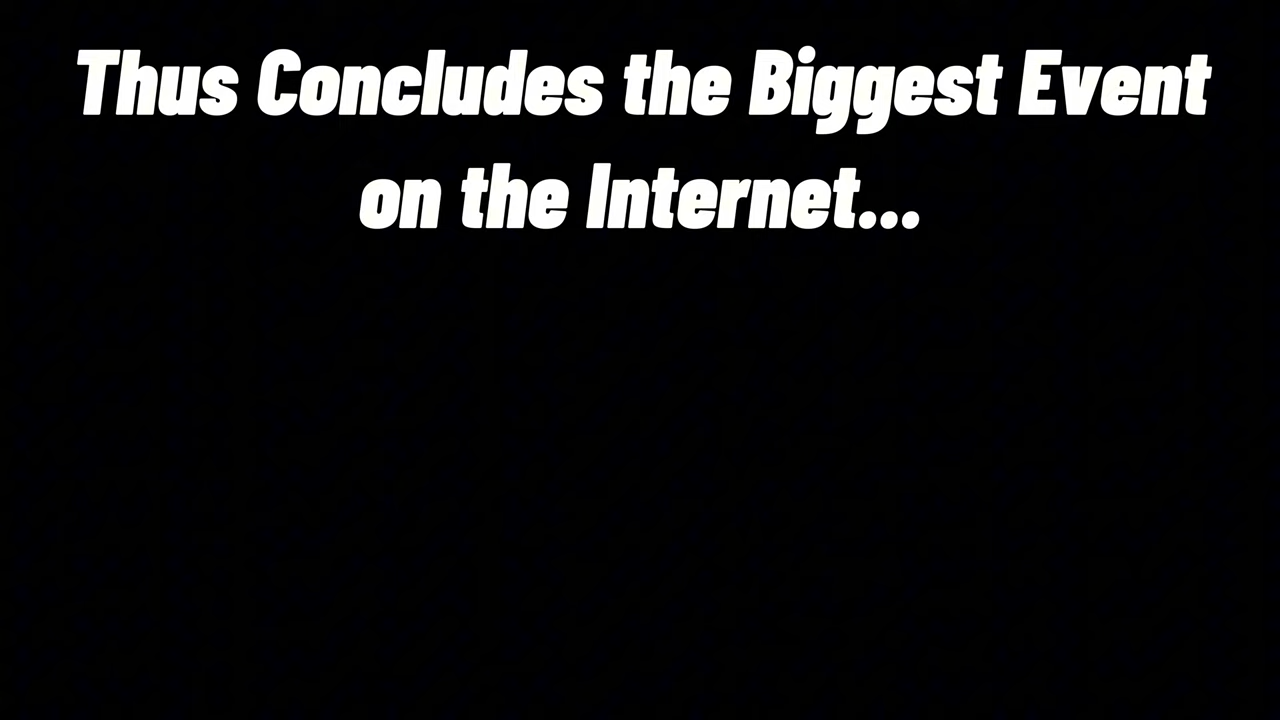 Thus Concludes the Biggest Event
on the Internet...